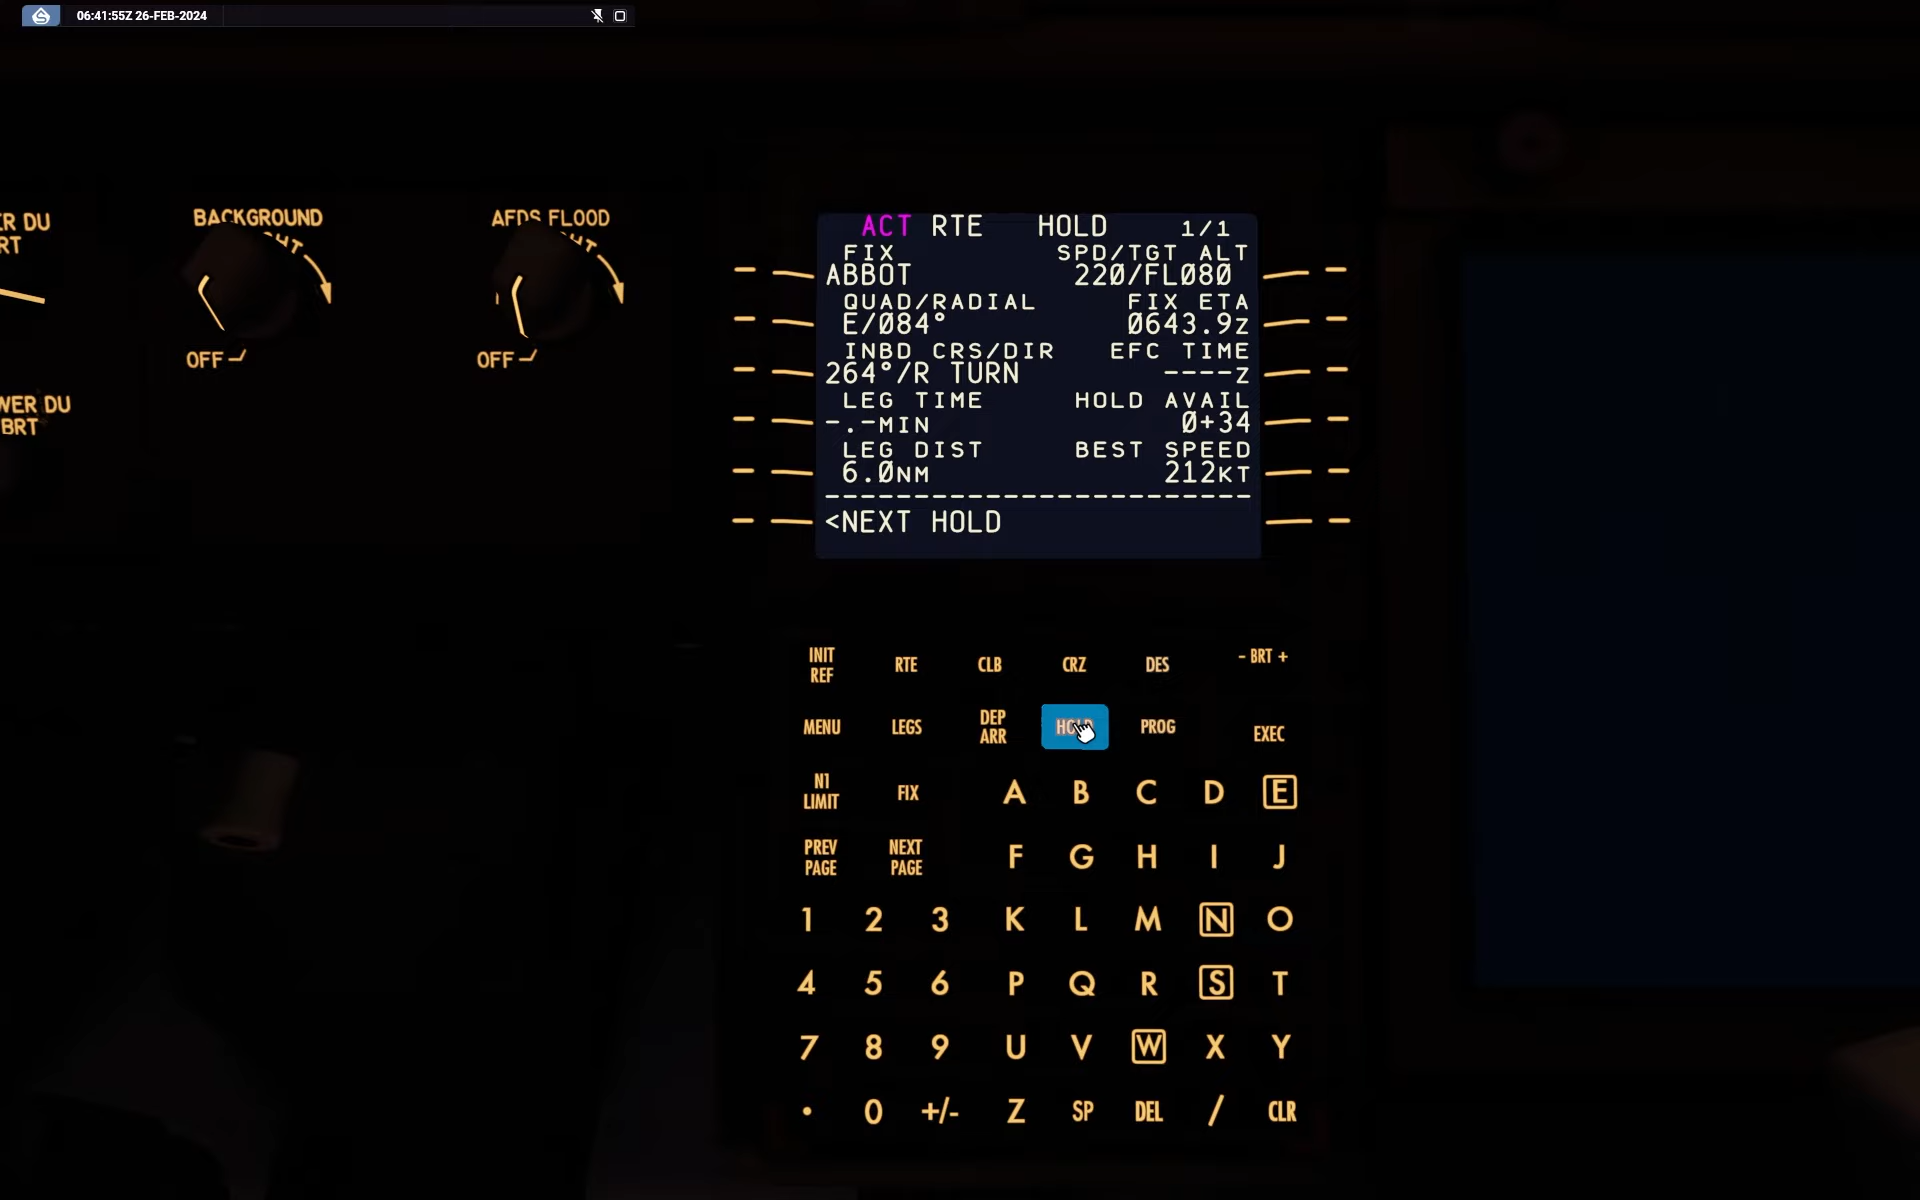 06:41:55Z 26-FEB-2024
ER DU
RT
BACKGROUND
HT
OFF
AFDS FLOOD
HT
OFF
WER DU
BRT
ACT RTE HOLD 1/1
FIX SPD/TGT ALT
ABBOT 220/FL080
QUAD/RADIAL FIX ETA
E/084° 0643.9z
INBD CRS/DIR EFC TIME
264°/R TURN ----z
LEG TIME HOLD AVAIL
-.-MIN 0+34
LEG DIST BEST SPEED
6.0NM 212KT
------------------------
<NEXT HOLD
INIT REF RTE CLB CRZ DES - BRT +
MENU LEGS DEP ARR HOLD PROG EXEC
N1 LIMIT FIX A B C D E
PREV PAGE NEXT PAGE F G H I J
1 2 3 K L M N O
4 5 6 P Q R S T
7 8 9 U V W X Y
. 0 +/- Z SP DEL / CLR